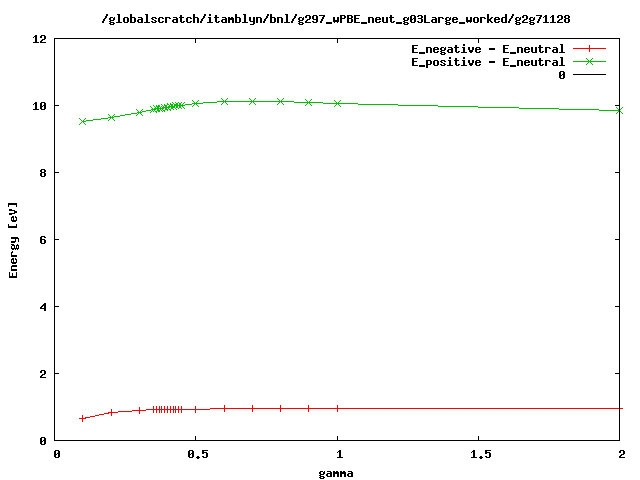 /globalscratch/itamblyn/bnl/g297_wPBE_neut_g03Large_worked/g2g71128
12
E_negative - E_neutral
E_positive - E_neutral
0
10
8
6
4
2
0
Energy [eV]
0 0.5 1 1.5 2
gamma